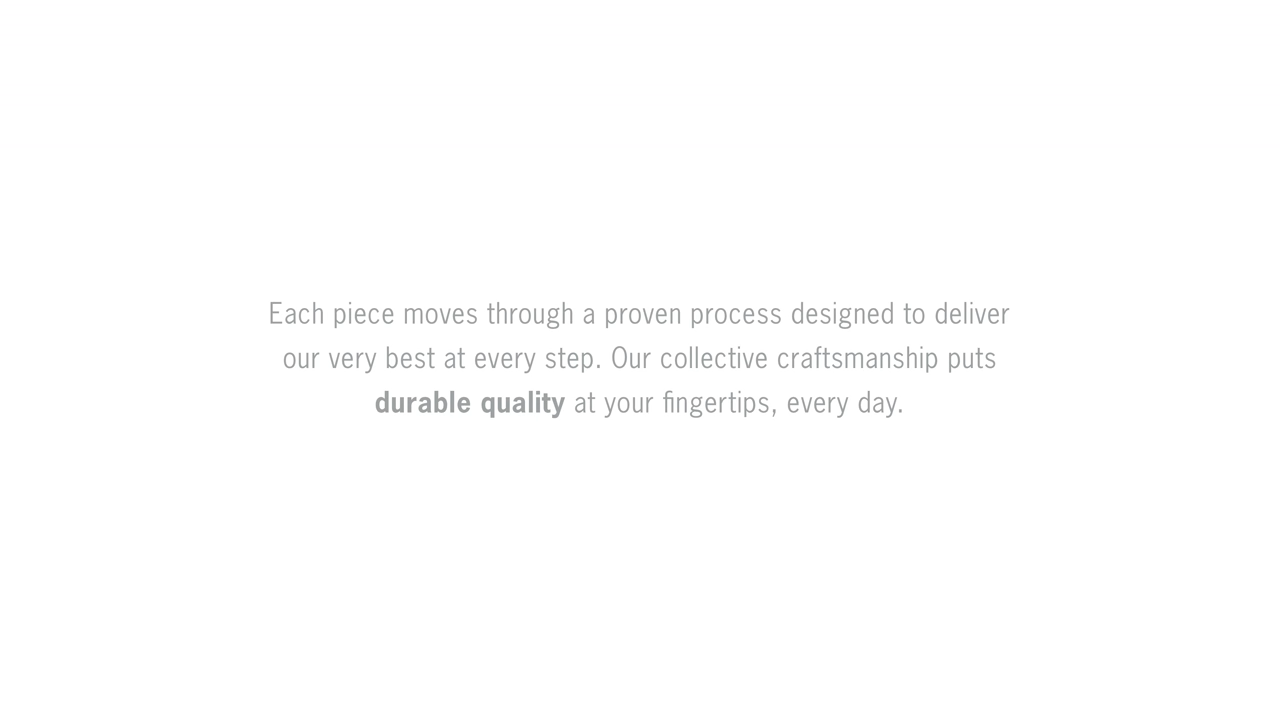 Each piece moves through a proven process designed to deliver
our very best at every step. Our collective craftsmanship puts
durable quality at your fingertips, every day.